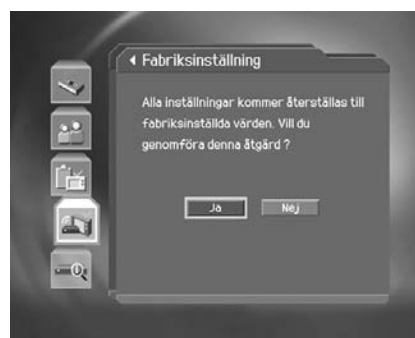 Fabriksinställning
Alla inställningar kommer återställas till
fabriksinställda värden. Vill du
genomföra denna åtgärd ?
Ja
Nej